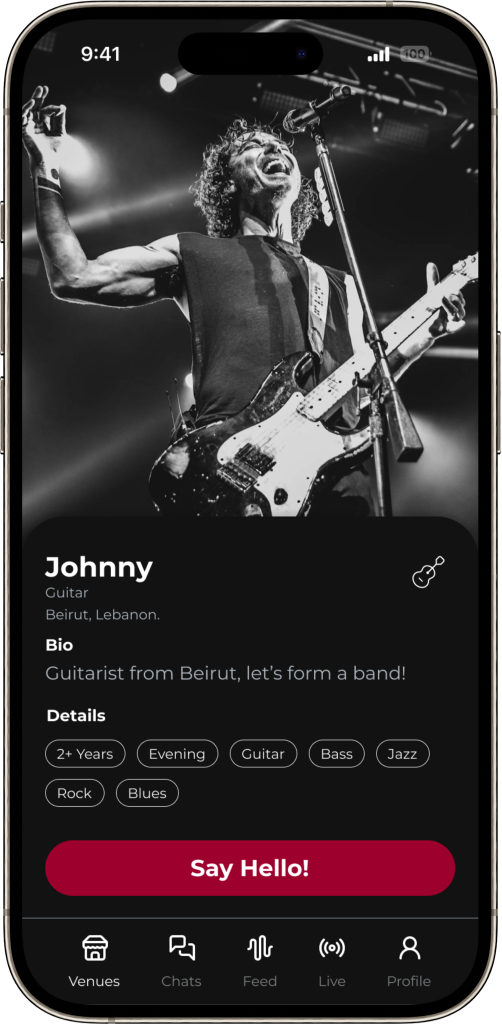 9:41
100
Johnny
Guitar
Beirut, Lebanon.
Bio
Guitarist from Beirut, let's form a band!
Details
2+ Years Evening Guitar Bass Jazz
Rock Blues
Say Hello!
Venues Chats Feed Live Profile